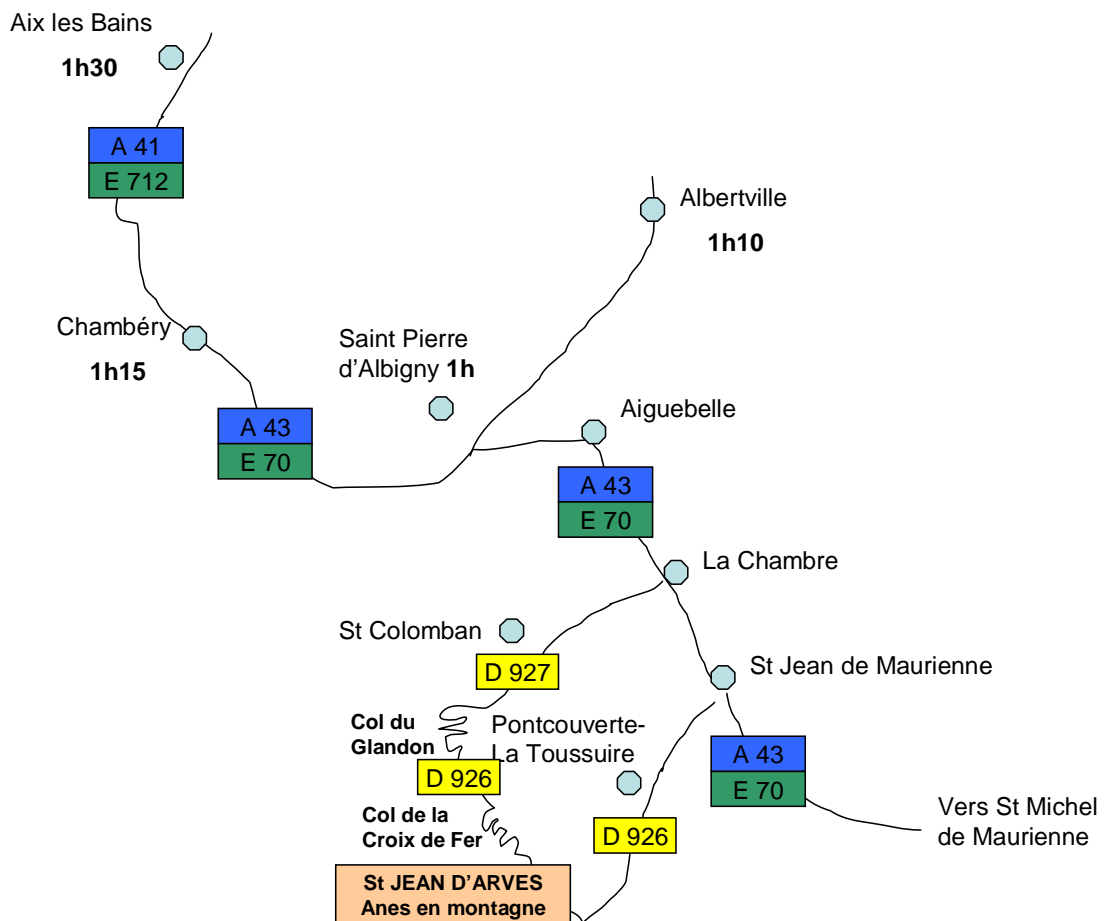 Aix les Bains
1h30
A 41
E 712
Albertville
1h10
Chambéry
1h15
Saint Pierre
d'Albigny 1h
A 43
E 70
Aiguebelle
A 43
E 70
La Chambre
St Colomban
D 927
St Jean de Maurienne
Col du
Glandon
Pontcouverte-
La Toussuire
D 926
A 43
E 70
Col de la
Croix de Fer
D 926
Vers St Michel
de Maurienne
St JEAN D'ARVES
Anes en montagne